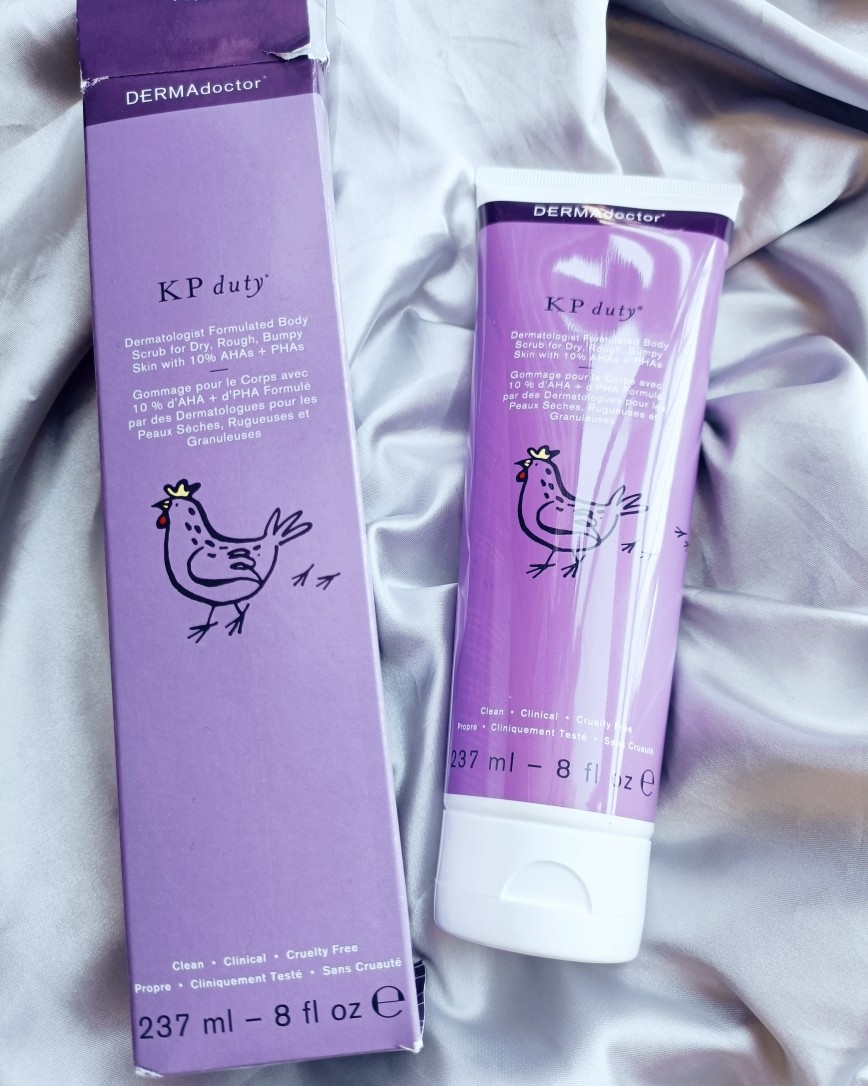 DERMAdoctor®
KP duty®
Dermatologist Formulated Body
Scrub for Dry, Rough, Bumpy
Skin with 10% AHAs + PHAs
Gommage pour le Corps avec
10 % d'AHA + d'PHA Formulé
par des Dermatologues pour les
Peaux Sèches, Rugueuses et
Granuleuses
Clean • Clinical • Cruelty Free
Propre • Cliniquement Testé • Sans Cruauté
237 ml – 8 fl oz ℮
DERMAdoctor®
KP duty®
Dermatologist Formulated Body
Scrub for Dry, Rough, Bumpy
Skin with 10% AHAs + PHAs
Gommage pour le Corps avec
10 % d'AHA + d'PHA Formulé
par des Dermatologues pour les
Peaux Sèches, Rugueuses et
Granuleuses
Clean • Clinical • Cruelty Free
Propre • Cliniquement Testé • Sans Cruauté
237 ml – 8 fl oz ℮